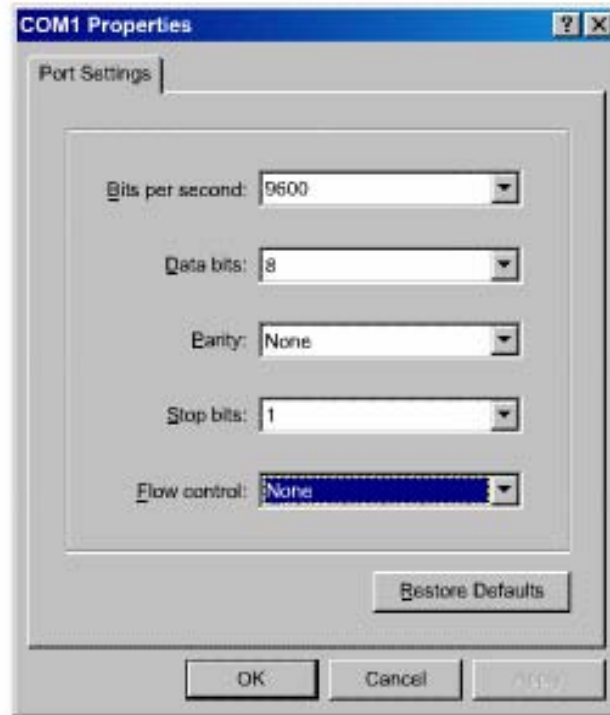 COM1 Properties
Port Settings
Bits per second: 9600
Data bits: 8
Parity: None
Stop bits: 1
Flow control: None
Restore Defaults
OK Cancel Apply